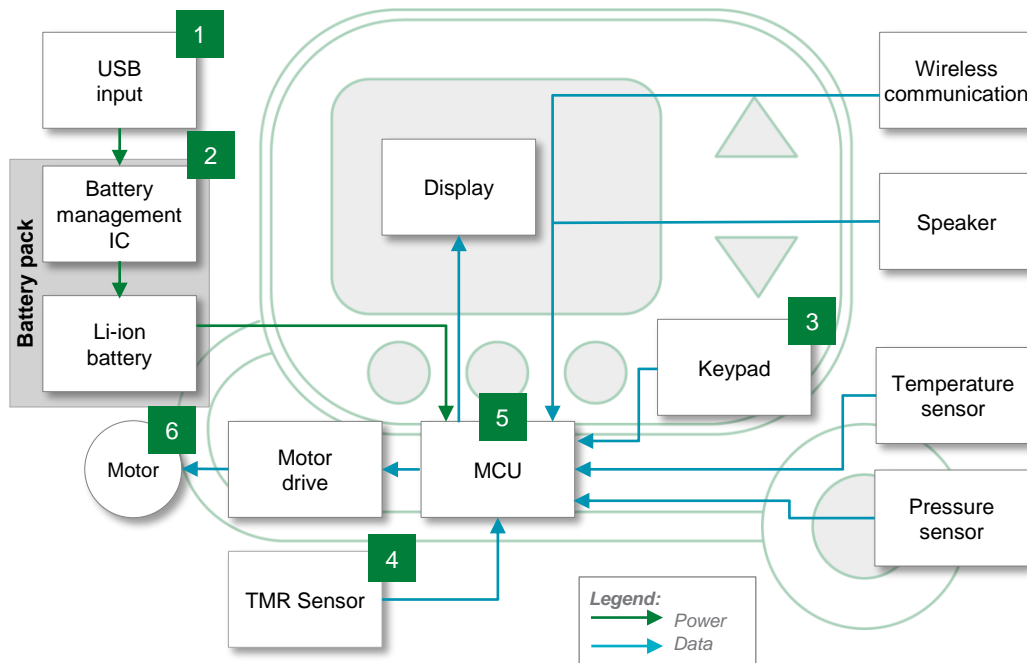 1
USB
input
2
Battery
management
IC
Battery pack
Li-ion
battery
Display
Wireless
communication
Speaker
3
Keypad
Temperature
sensor
Pressure
sensor
5
MCU
Motor
drive
6
Motor
4
TMR Sensor
Legend:
Power
Data